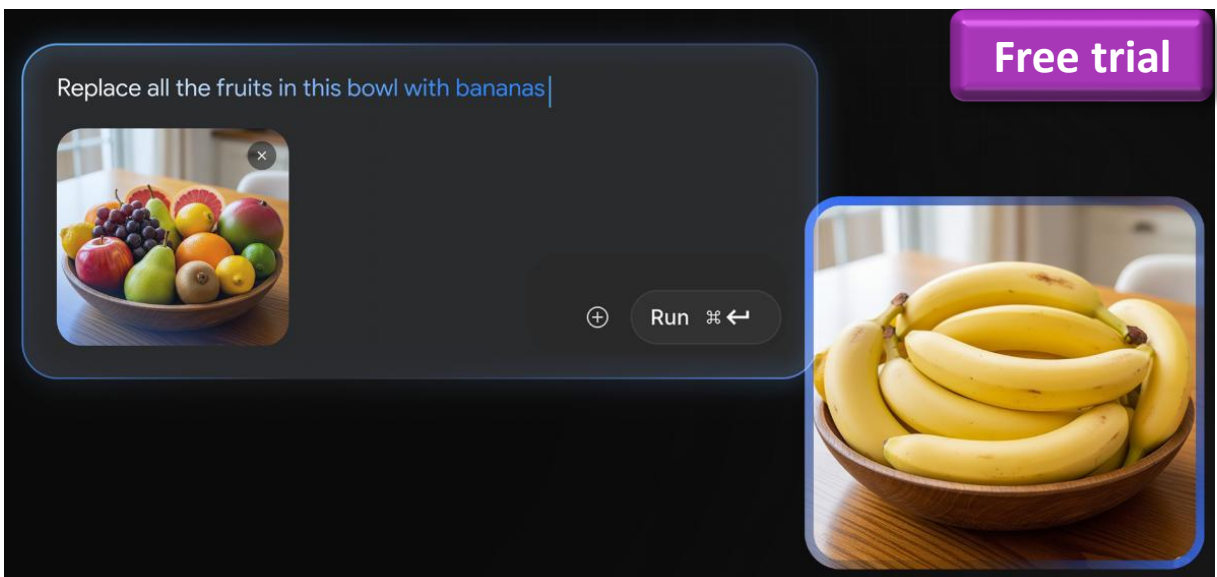 Free trial
Replace all the fruits in this bowl with bananas
Run ⌘ ↵